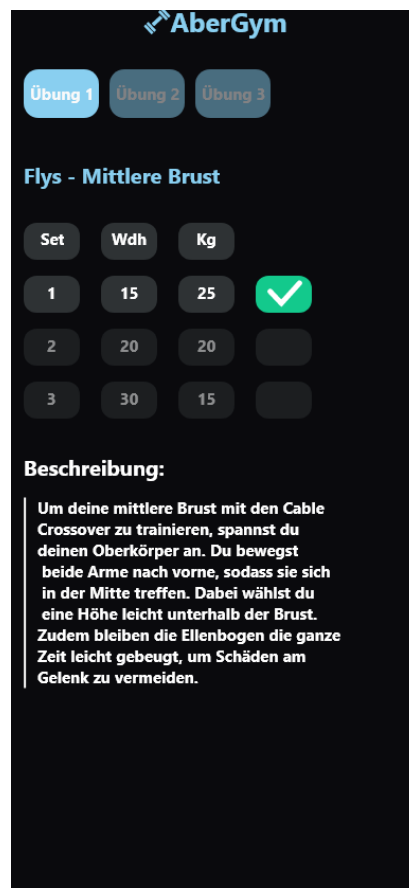 AberGym
Übung 1 Übung 2 Übung 3
Flys - Mittlere Brust
Set Wdh Kg
1 15 25
2 20 20
3 30 15
Beschreibung:
Um deine mittlere Brust mit den Cable
Crossover zu trainieren, spannst du
deinen Oberkörper an. Du bewegst
beide Arme nach vorne, sodass sie sich
in der Mitte treffen. Dabei wählst du
eine Höhe leicht unterhalb der Brust.
Zudem bleiben die Ellenbogen die ganze
Zeit leicht gebeugt, um Schäden am
Gelenk zu vermeiden.